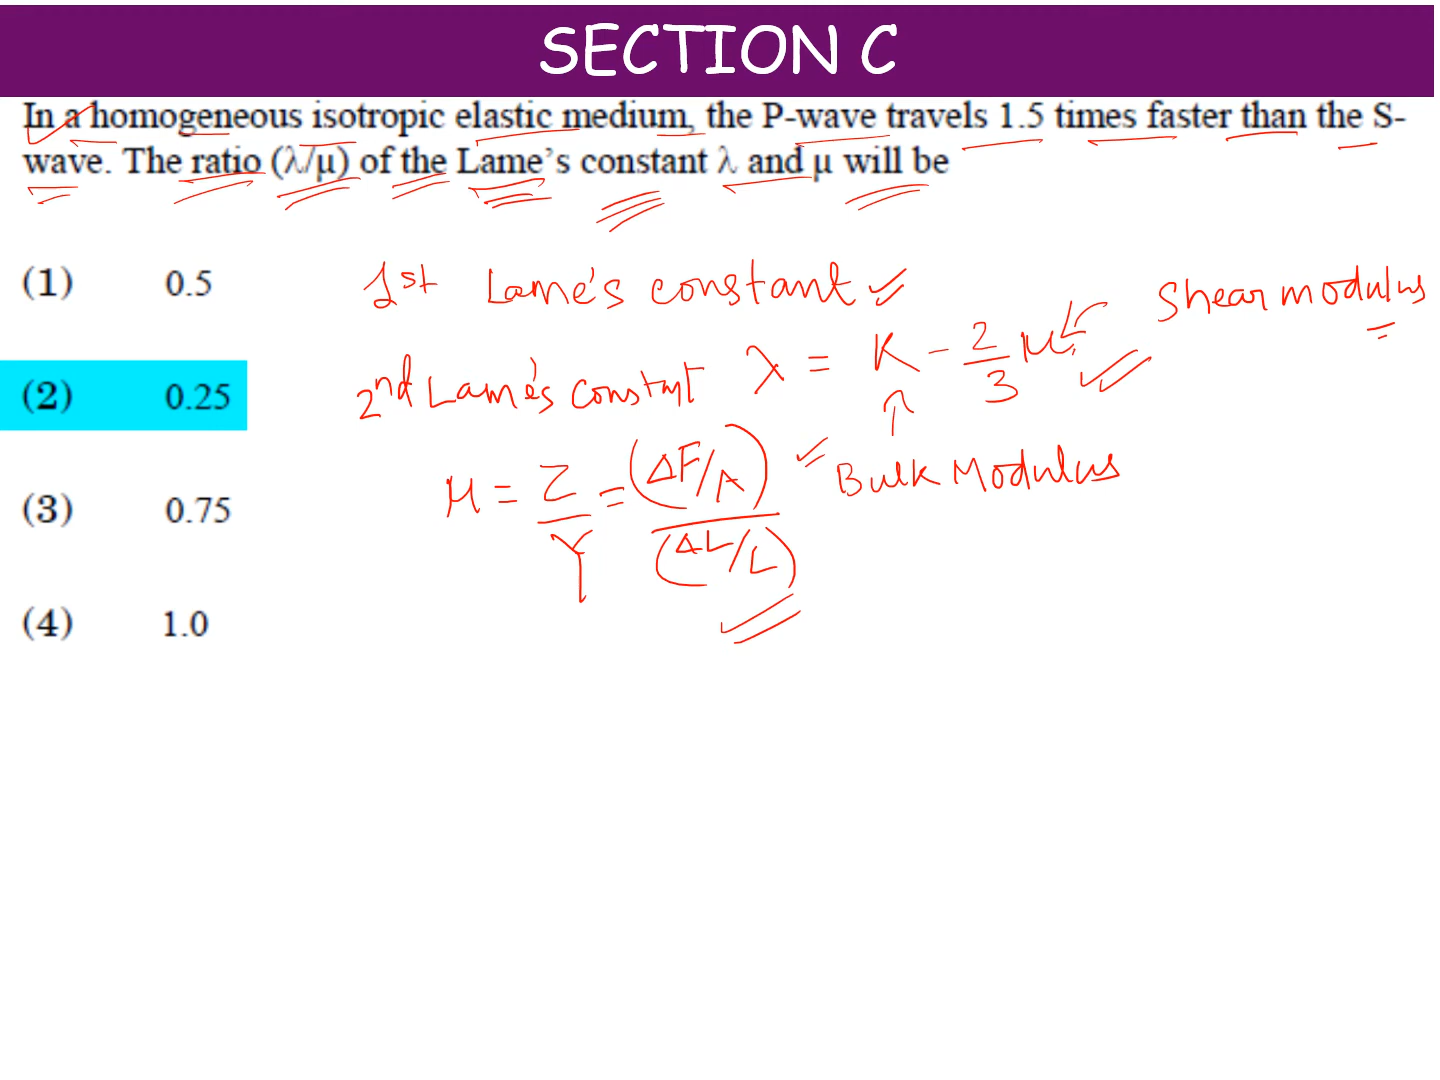 SECTION C
In a homogeneous isotropic elastic medium, the P-wave travels 1.5 times faster than the S-
wave. The ratio (λ/μ) of the Lame's constant λ and μ will be
(1) 0.5
1st Lame's constant
Shear modulus
(2) 0.25
2nd Lame's Constant λ = K - 2/3 μ
Bulk Modulus
μ = τ/γ = (ΔF/A)/(ΔL/L)
(3) 0.75
(4) 1.0